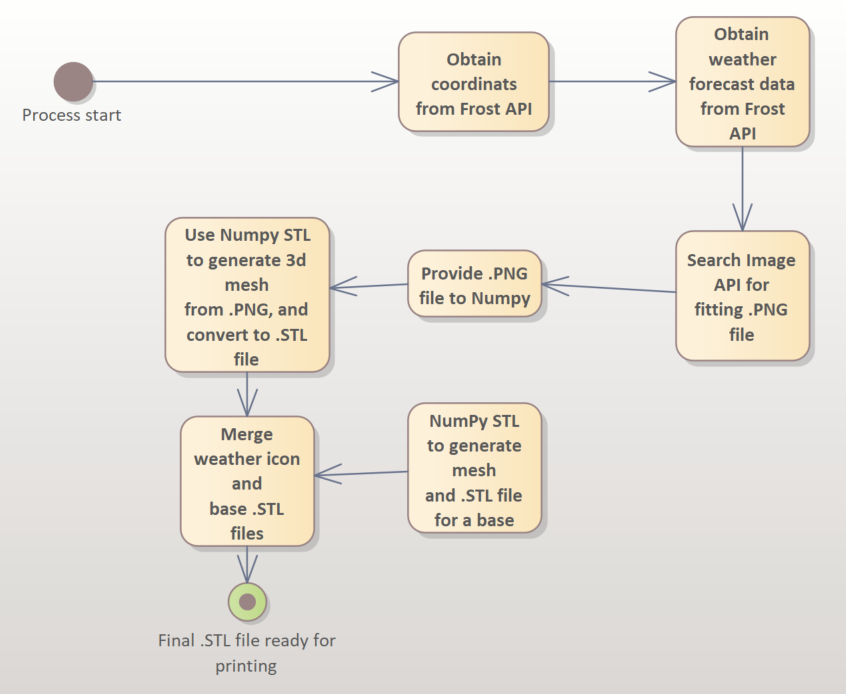 Process start
Obtain
coordinats
from Frost API
Obtain
weather
forecast data
from Frost
API
Search Image
API for
fitting .PNG
file
Provide .PNG
file to Numpy
Use Numpy STL
to generate 3d
mesh
from .PNG, and
convert to .STL
file
NumPy STL
to generate
mesh
and .STL file
for a base
Merge
weather icon
and
base .STL
files
Final .STL file ready for
printing